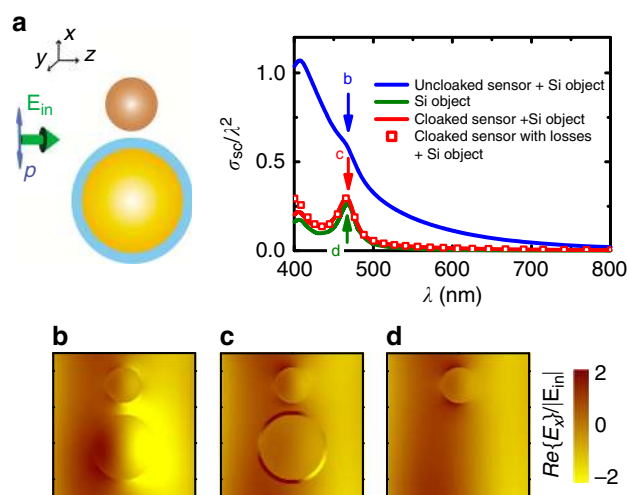 a
x
y
z
E_in
p
σ_sc/λ²
1.0
0.5
0.0
b
c
d
Uncloaked sensor + Si object
Si object
Cloaked sensor +Si object
Cloaked sensor with losses
+ Si object
400 500 600 700 800
λ (nm)
b
c
d
Re{E_x}/|E_in|
2
0
−2